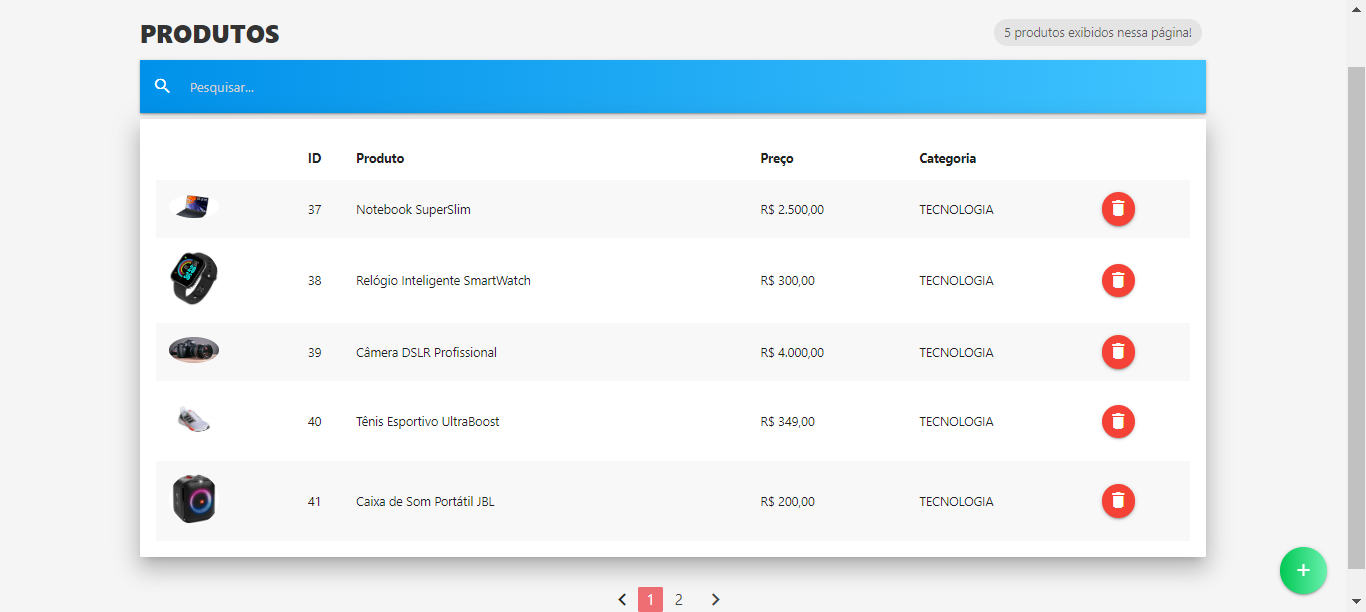 PRODUTOS
5 produtos exibidos nessa página!
Pesquisar...
ID Produto Preço Categoria
37 Notebook SuperSlim R$ 2.500,00 TECNOLOGIA
38 Relógio Inteligente SmartWatch R$ 300,00 TECNOLOGIA
39 Câmera DSLR Profissional R$ 4.000,00 TECNOLOGIA
40 Tênis Esportivo UltraBoost R$ 349,00 TECNOLOGIA
41 Caixa de Som Portátil JBL R$ 200,00 TECNOLOGIA
+
1 2